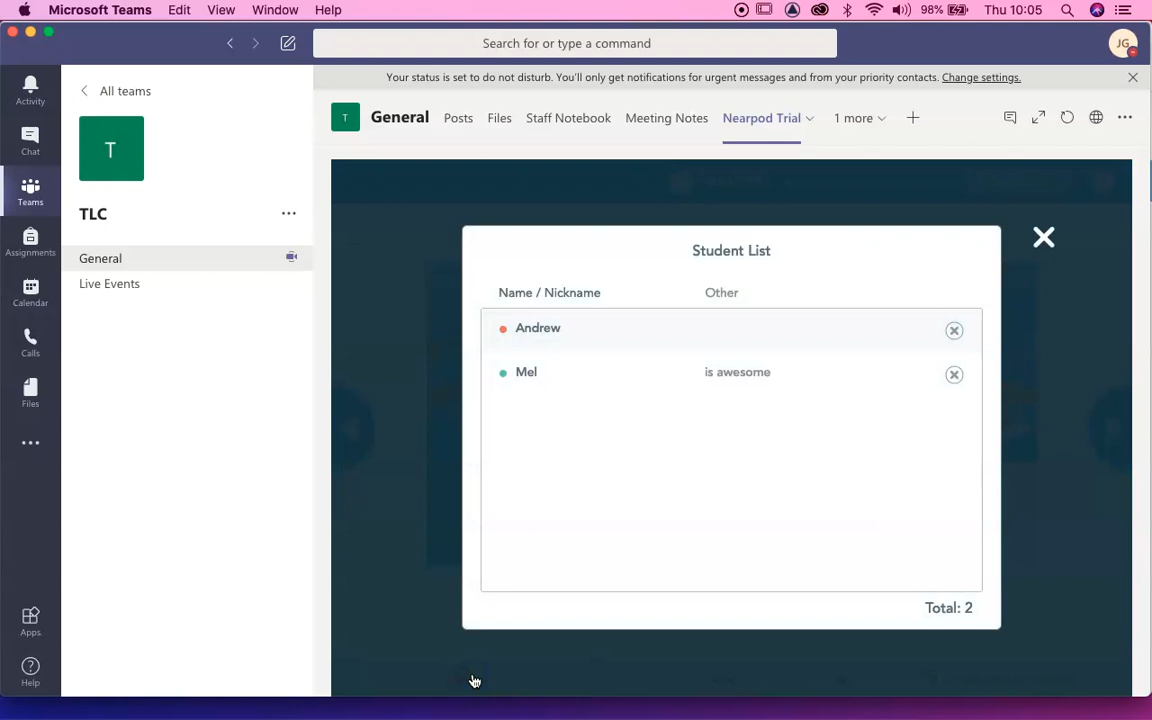 Microsoft Teams Edit View Window Help 98% Thu 10:05
Search for or type a command JG
Your status is set to do not disturb. You'll only get notifications for urgent messages and from your priority contacts. Change settings.
Activity
Chat
Teams
Assignments
Calendar
Calls
Files
Apps
Help
All teams
T
TLC
General
Live Events
T General Posts Files Staff Notebook Meeting Notes Nearpod Trial 1 more
Student List
Name / Nickname Other
Andrew
Mel is awesome
Total: 2